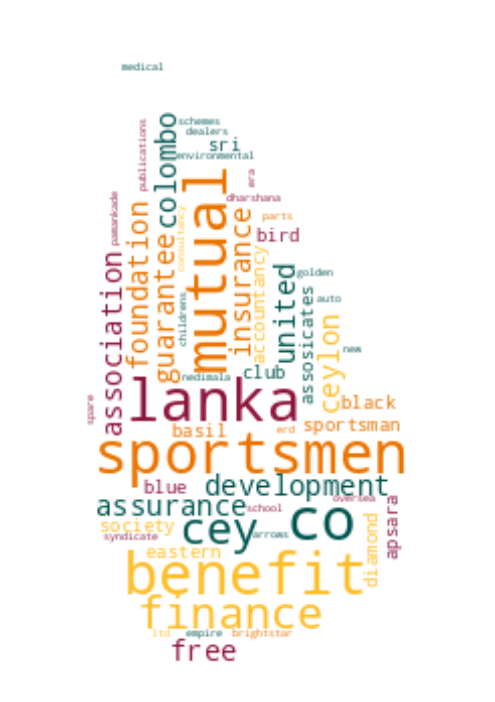 medical
schemes
dealers
sri
environmental
publications
colombo
era
mutual
dharshana
pamankade
foundation
consultancy
parts
insurance
bird
guarantee
accountancy
association
united
golden
childrens
assosicates
auto
ceylon
new
nedimala
club
lanka
spare
black
basil
erd
sportsman
sportsmen
blue
development
oversea
assurance
school
apsara
cey
co
society
arrows
diamond
syndicate
eastern
benefit
finance
ltd
empire
brightstar
free